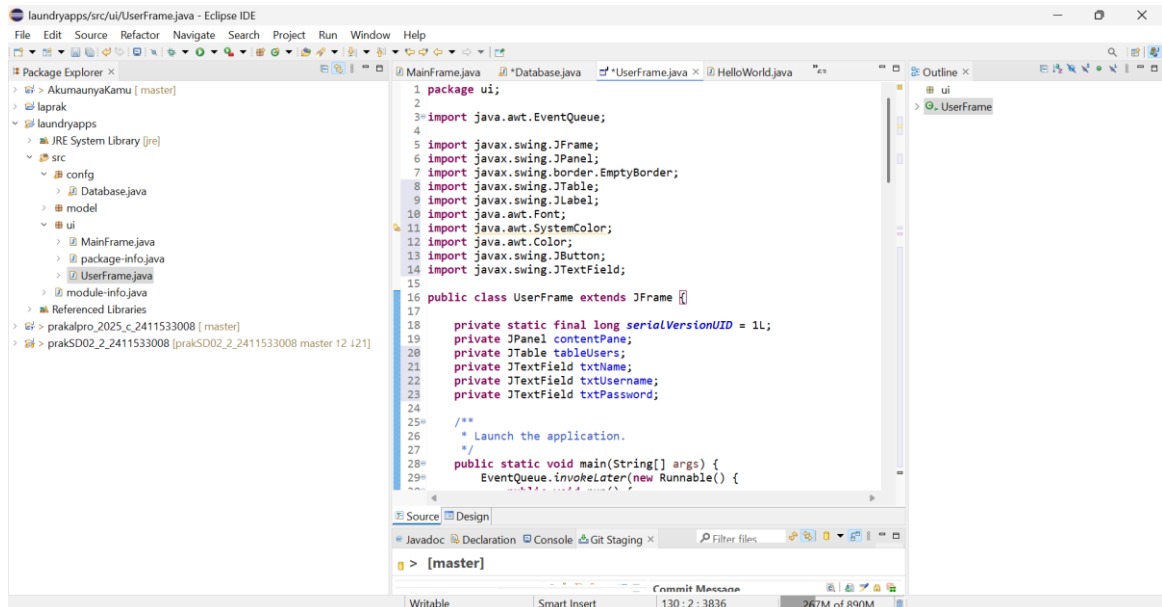 laundryapps/src/ui/UserFrame.java - Eclipse IDE
File Edit Source Refactor Navigate Search Project Run Window Help
Package Explorer
> AkumaunyaKamu [ master]
laprak
laundryapps
JRE System Library [jre]
src
confg
Database.java
model
ui
MainFrame.java
package-info.java
UserFrame.java
module-info.java
Referenced Libraries
> prakalpro_2025_c_2411533008 [ master]
> prakSD02_2_2411533008 [prakSD02_2_2411533008 master 12 ↓21]
MainFrame.java *Database.java *UserFrame.java HelloWorld.java
1 package ui;
2
3 import java.awt.EventQueue;
4
5 import javax.swing.JFrame;
6 import javax.swing.JPanel;
7 import javax.swing.border.EmptyBorder;
8 import javax.swing.JTable;
9 import javax.swing.JLabel;
10 import java.awt.Font;
11 import java.awt.SystemColor;
12 import java.awt.Color;
13 import javax.swing.JButton;
14 import javax.swing.JTextField;
15
16 public class UserFrame extends JFrame {
17
18 private static final long serialVersionUID = 1L;
19 private JPanel contentPane;
20 private JTable tableUsers;
21 private JTextField txtName;
22 private JTextField txtUsername;
23 private JTextField txtPassword;
24
25 /**
26 * Launch the application.
27 */
28 public static void main(String[] args) {
29 EventQueue.invokeLater(new Runnable() {
Source Design
Javadoc Declaration Console Git Staging Filter files
> [master]
Commit Message
Outline
ui
UserFrame
Writable Smart Insert 130 : 2 : 3836 267M of 890M